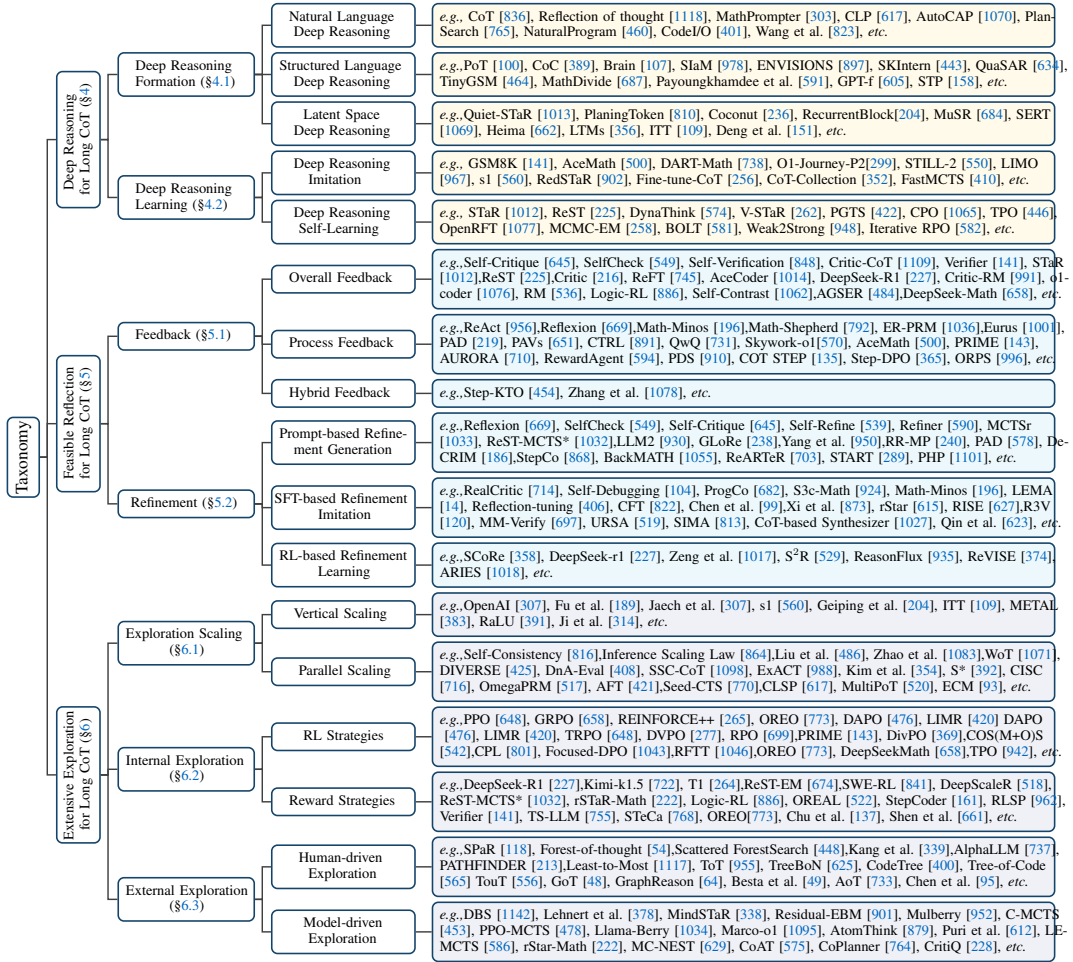 Taxonomy
Deep Reasoning
for Long CoT (§4)
Deep Reasoning
Formation (§4.1)
Natural Language
Deep Reasoning
e.g., CoT [836], Reflection of thought [1118], MathPrompter [303], CLP [617], AutoCAP [1070], Plan-
Search [765], NaturalProgram [460], CodeI/O [401], Wang et al. [823], etc.
Structured Language
Deep Reasoning
e.g., PoT [100], CoC [389], Brain [107], SIaM [978], ENVISIONS [897], SKIntern [443], QuaSAR [634],
TinyGSM [464], MathDivide [687], Payoungkhamdee et al. [591], GPT-f [605], STP [158], etc.
Latent Space
Deep Reasoning
e.g.,Quiet-STaR [1013], PlaningToken [810], Coconut [236], RecurrentBlock[204], MuSR [684], SERT
[1069], Heima [662], LTMs [356], ITT [109], Deng et al. [151], etc.
Deep Reasoning
Learning (§4.2)
Deep Reasoning
Imitation
e.g., GSM8K [141], AceMath [500], DART-Math [738], O1-Journey-P2[299], STILL-2 [550], LIMO
[967], s1 [560], RedSTaR [902], Fine-tune-CoT [256], CoT-Collection [352], FastMCTS [410], etc.
Deep Reasoning
Self-Learning
e.g., STaR [1012], ReST [225], DynaThink [574], V-STaR [262], PGTS [422], CPO [1065], TPO [446],
OpenRFT [1077], MCMC-EM [258], BOLT [581], Weak2Strong [948], Iterative RPO [582], etc.
Feasible Reflection
for Long CoT (§5)
Feedback (§5.1)
Overall Feedback
e.g.,Self-Critique [645], SelfCheck [549], Self-Verification [848], Critic-CoT [1109], Verifier [141], STaR
[1012],ReST [225],Critic [216], ReFT [745], AceCoder [1014], DeepSeek-R1 [227], Critic-RM [991], o1-
coder [1076], RM [536], Logic-RL [886], Self-Contrast [1062],AGSER [484],DeepSeek-Math [658], etc.
Process Feedback
e.g.,ReAct [956],Reflexion [669],Math-Minos [196],Math-Shepherd [792], ER-PRM [1036],Eurus [1001],
PAD [219], PAVs [651], CTRL [891], QwQ [731], Skywork-o1[570], AceMath [500], PRIME [143],
AURORA [710], RewardAgent [594], PDS [910], COT STEP [135], Step-DPO [365], ORPS [996], etc.
Hybrid Feedback
e.g.,Step-KTO [454], Zhang et al. [1078], etc.
Refinement (§5.2)
Prompt-based Refine-
ment Generation
e.g.,Reflexion [669], SelfCheck [549], Self-Critique [645], Self-Refine [539], Refiner [590], MCTSr
[1033], ReST-MCTS* [1032],LLM2 [930], GLoRe [238],Yang et al. [950],RR-MP [240], PAD [578], De-
CRIM [186],StepCo [868], BackMATH [1055], ReARTeR [703], START [289], PHP [1101], etc.
SFT-based Refinement
Imitation
e.g.,RealCritic [714], Self-Debugging [104], ProgCo [682], S3c-Math [924], Math-Minos [196], LEMA
[14], Reflection-tuning [406], CFT [822], Chen et al. [99],Xi et al. [873], rStar [615], RISE [627],R3V
[120], MM-Verify [697], URSA [519], SIMA [813], CoT-based Synthesizer [1027], Qin et al. [623], etc.
RL-based Refinement
Learning
e.g.,SCoRe [358], DeepSeek-r1 [227], Zeng et al. [1017], S²R [529], ReasonFlux [935], ReVISE [374],
ARIES [1018], etc.
Extensive Exploration
for Long CoT (§6)
Exploration Scaling
(§6.1)
Vertical Scaling
e.g.,OpenAI [307], Fu et al. [189], Jaech et al. [307], s1 [560], Geiping et al. [204], ITT [109], METAL
[383], RaLU [391], Ji et al. [314], etc.
Parallel Scaling
e.g.,Self-Consistency [816],Inference Scaling Law [864],Liu et al. [486], Zhao et al. [1083],WoT [1071],
DIVERSE [425], DnA-Eval [408], SSC-CoT [1098], ExACT [988], Kim et al. [354], S* [392], CISC
[716], OmegaPRM [517], AFT [421],Seed-CTS [770],CLSP [617], MultiPoT [520], ECM [93], etc.
Internal Exploration
(§6.2)
RL Strategies
e.g.,PPO [648], GRPO [658], REINFORCE++ [265], OREO [773], DAPO [476], LIMR [420] DAPO
[476], LIMR [420], TRPO [648], DVPO [277], RPO [699],PRIME [143], DivPO [369],COS(M+O)S
[542],CPL [801], Focused-DPO [1043],RFTT [1046],OREO [773], DeepSeekMath [658],TPO [942], etc.
Reward Strategies
e.g.,DeepSeek-R1 [227],Kimi-k1.5 [722], T1 [264],ReST-EM [674],SWE-RL [841], DeepScaleR [518],
ReST-MCTS* [1032], rSTaR-Math [222], Logic-RL [886], OREAL [522], StepCoder [161], RLSP [962],
Verifier [141], TS-LLM [755], STeCa [768], OREO[773], Chu et al. [137], Shen et al. [661], etc.
External Exploration
(§6.3)
Human-driven
Exploration
e.g.,SPaR [118], Forest-of-thought [54],Scattered ForestSearch [448],Kang et al. [339],AlphaLLM [737],
PATHFINDER [213],Least-to-Most [1117], ToT [955], TreeBoN [625], CodeTree [400], Tree-of-Code
[565] TouT [556], GoT [48], GraphReason [64], Besta et al. [49], AoT [733], Chen et al. [95], etc.
Model-driven
Exploration
e.g.,DBS [1142], Lehnert et al. [378], MindSTaR [338], Residual-EBM [901], Mulberry [952], C-MCTS
[453], PPO-MCTS [478], Llama-Berry [1034], Marco-o1 [1095], AtomThink [879], Puri et al. [612], LE-
MCTS [586], rStar-Math [222], MC-NEST [629], CoAT [575], CoPlanner [764], CritiQ [228], etc.